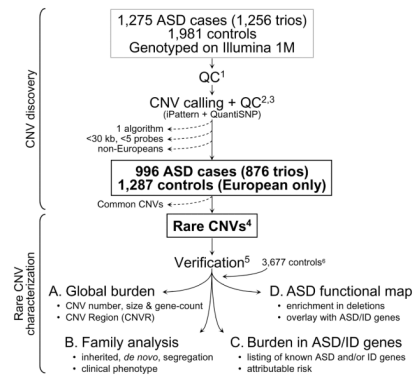 1,275 ASD cases (1,256 trios)
1,981 controls
Genotyped on Illumina 1M
QC1
CNV calling + QC2,3
(iPattern + QuantiSNP)
1 algorithm
<30 kb, <5 probes
non-Europeans
996 ASD cases (876 trios)
1,287 controls (European only)
Common CNVs
CNV discovery
Rare CNVs4
Verification5
3,677 controls6
A. Global burden
• CNV number, size & gene-count
• CNV Region (CNVR)
D. ASD functional map
• enrichment in deletions
• overlay with ASD/ID genes
B. Family analysis
• inherited, de novo, segregation
• clinical phenotype
C. Burden in ASD/ID genes
• listing of known ASD and/or ID genes
• attributable risk
Rare CNV
characterization